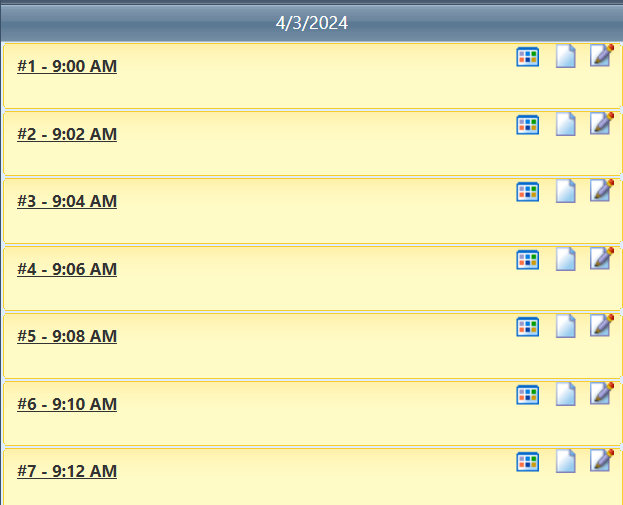 4/3/2024
#1 - 9:00 AM
#2 - 9:02 AM
#3 - 9:04 AM
#4 - 9:06 AM
#5 - 9:08 AM
#6 - 9:10 AM
#7 - 9:12 AM